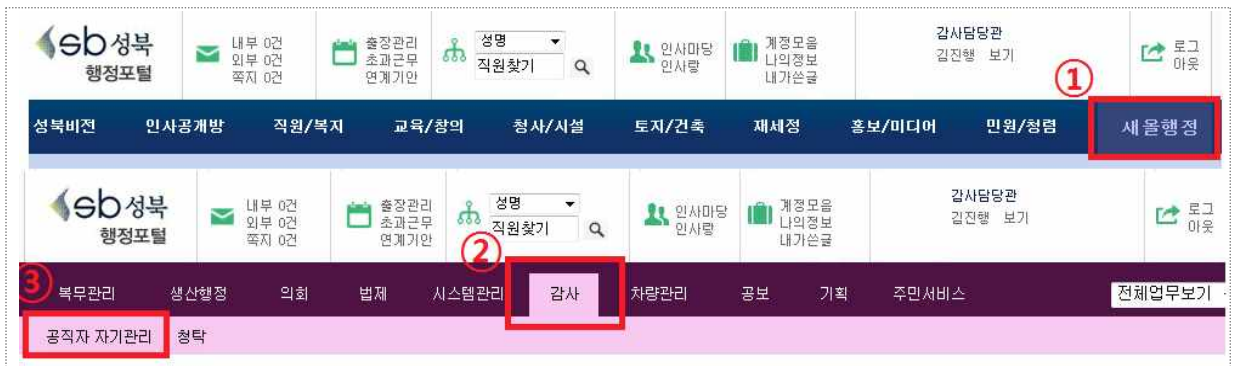 sb성북
행정포털
내부 0건
외부 0건
쪽지 0건
출장관리
초과근무
연계기안
성명
직원찾기
인사마당
인사랑
계정모음
나의정보
내가쓴글
감사담당관
김진행 보기
로그
아웃
①
성북비전 인사공개방 직원/복지 교육/창의 청사/시설 토지/건축 재세정 홍보/미디어 민원/청렴 새올행정
sb성북
행정포털
내부 0건
외부 0건
쪽지 0건
출장관리
초과근무
연계기안
성명
직원찾기
인사마당
인사랑
계정모음
나의정보
내가쓴글
감사담당관
김진행 보기
로그
아웃
②
③
복무관리 생산행정 의회 법제 시스템관리 감사 차량관리 공보 기획 주민서비스 전체업무보기
공직자 자기관리 청탁